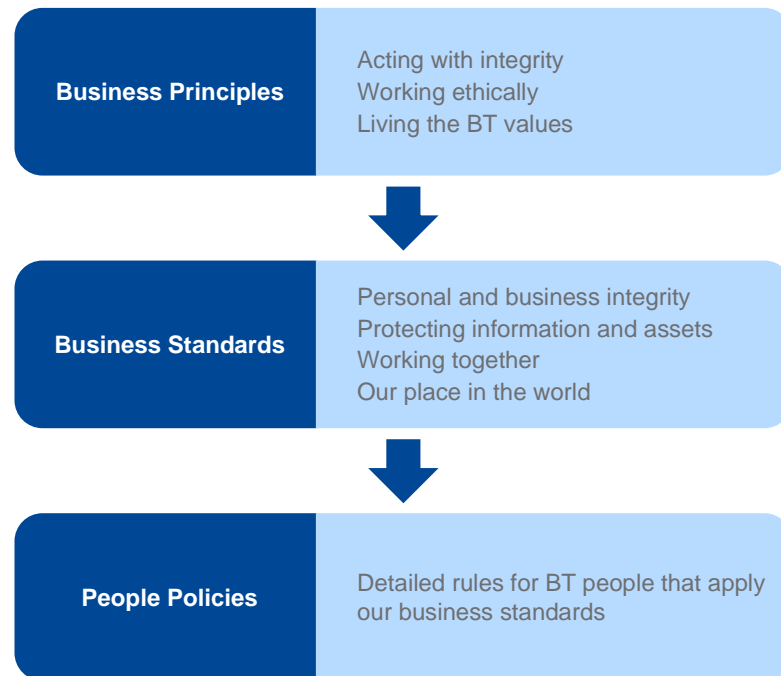 Business Principles
Acting with integrity
Working ethically
Living the BT values
Business Standards
Personal and business integrity
Protecting information and assets
Working together
Our place in the world
People Policies
Detailed rules for BT people that apply
our business standards